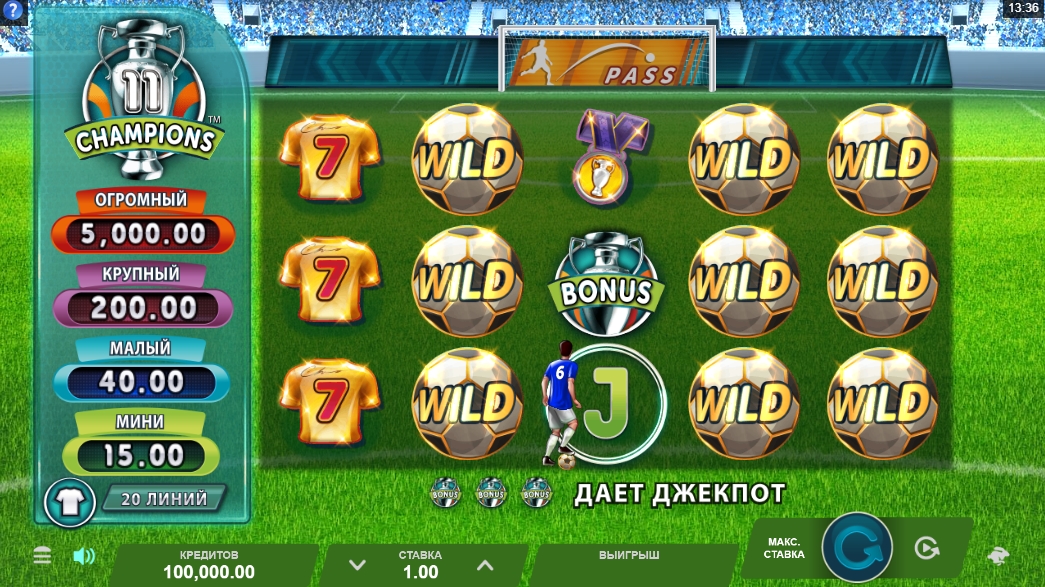 ?
13:36
11
CHAMPIONS™
PASS
ОГРОМНЫЙ
5,000.00
КРУПНЫЙ
200.00
МАЛЫЙ
40.00
МИНИ
15.00
20 ЛИНИЙ
7 WILD WILD WILD
7 WILD BONUS WILD WILD
7 WILD 6 J WILD WILD
BONUS BONUS BONUS ДАЕТ ДЖЕКПОТ
КРЕДИТОВ
100,000.00
СТАВКА
1.00
ВЫИГРЫШ
МАКС.
СТАВКА